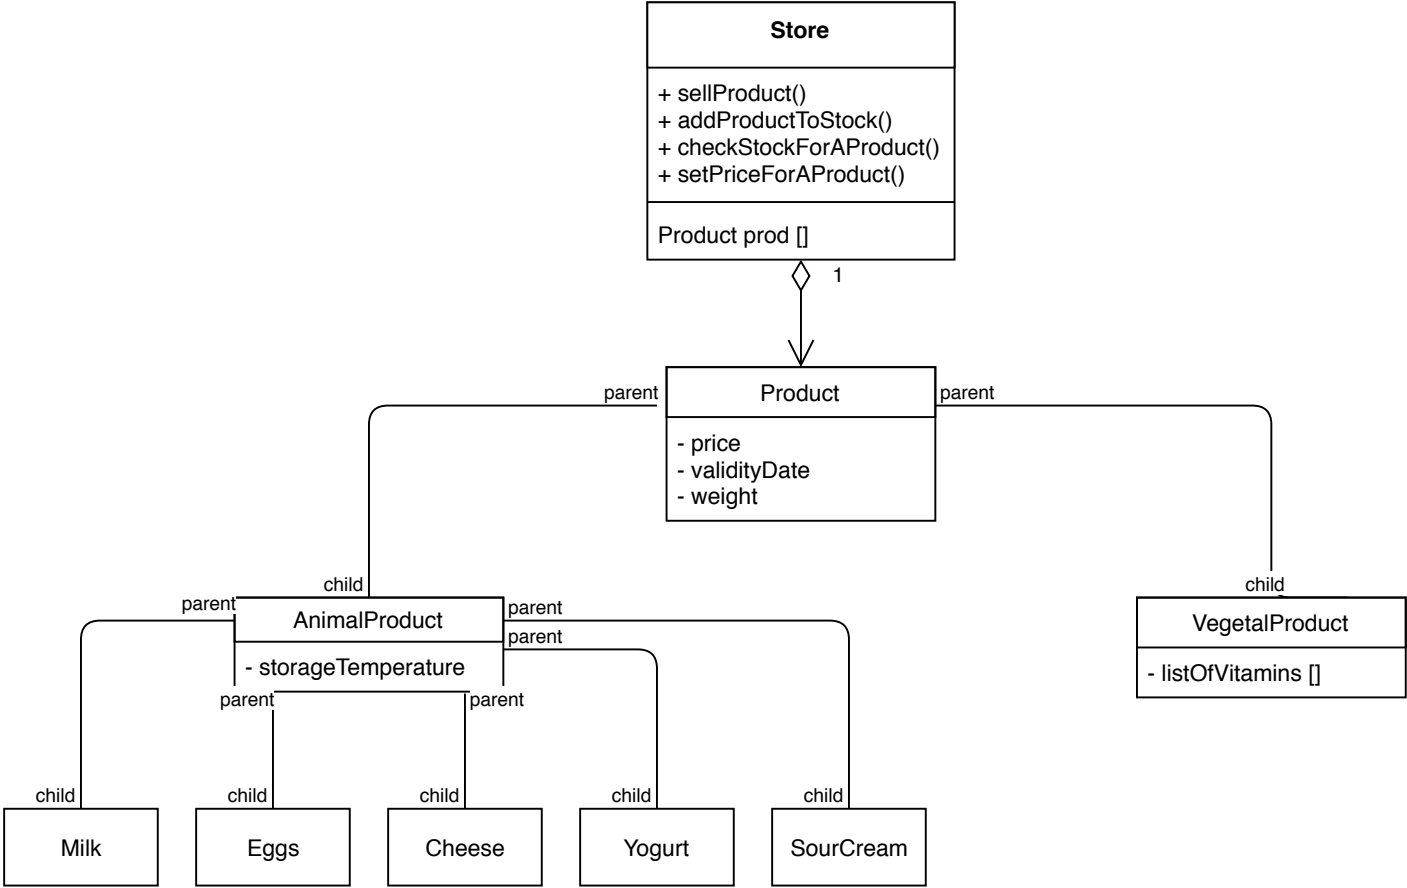 Store
+ sellProduct()
+ addProductToStock()
+ checkStockForAProduct()
+ setPriceForAProduct()
Product prod []
1
parent
Product
parent
- price
- validityDate
- weight
child
child
parent
AnimalProduct
parent
parent
- storageTemperature
parent
parent
VegetalProduct
- listOfVitamins []
child
child
child
child
child
Milk
Eggs
Cheese
Yogurt
SourCream